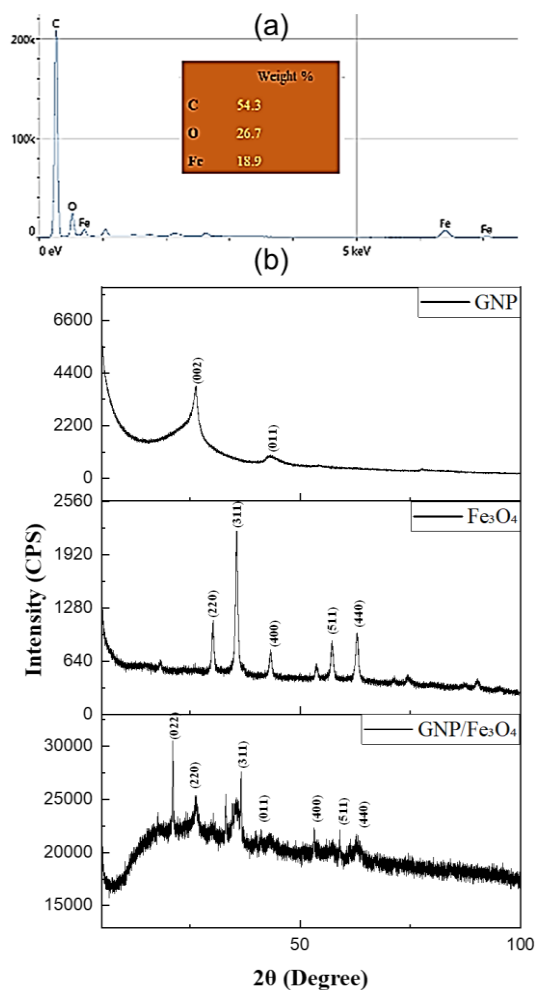 (a)
C
200k
100k
0
Weight %
C 54.3
O 26.7
Fe 18.9
O
Fe
Fe
Fe
0 eV
5 keV
(b)
GNP
6600
4400
2200
0
(002)
(011)
Fe₃O₄
2560
1920
1280
640
0
(220)
(311)
(400)
(511)
(440)
GNP/Fe₃O₄
30000
25000
20000
15000
(022)
(220)
(311)
(011)
(400)
(511)
(440)
50
100
Intensity (CPS)
2θ (Degree)